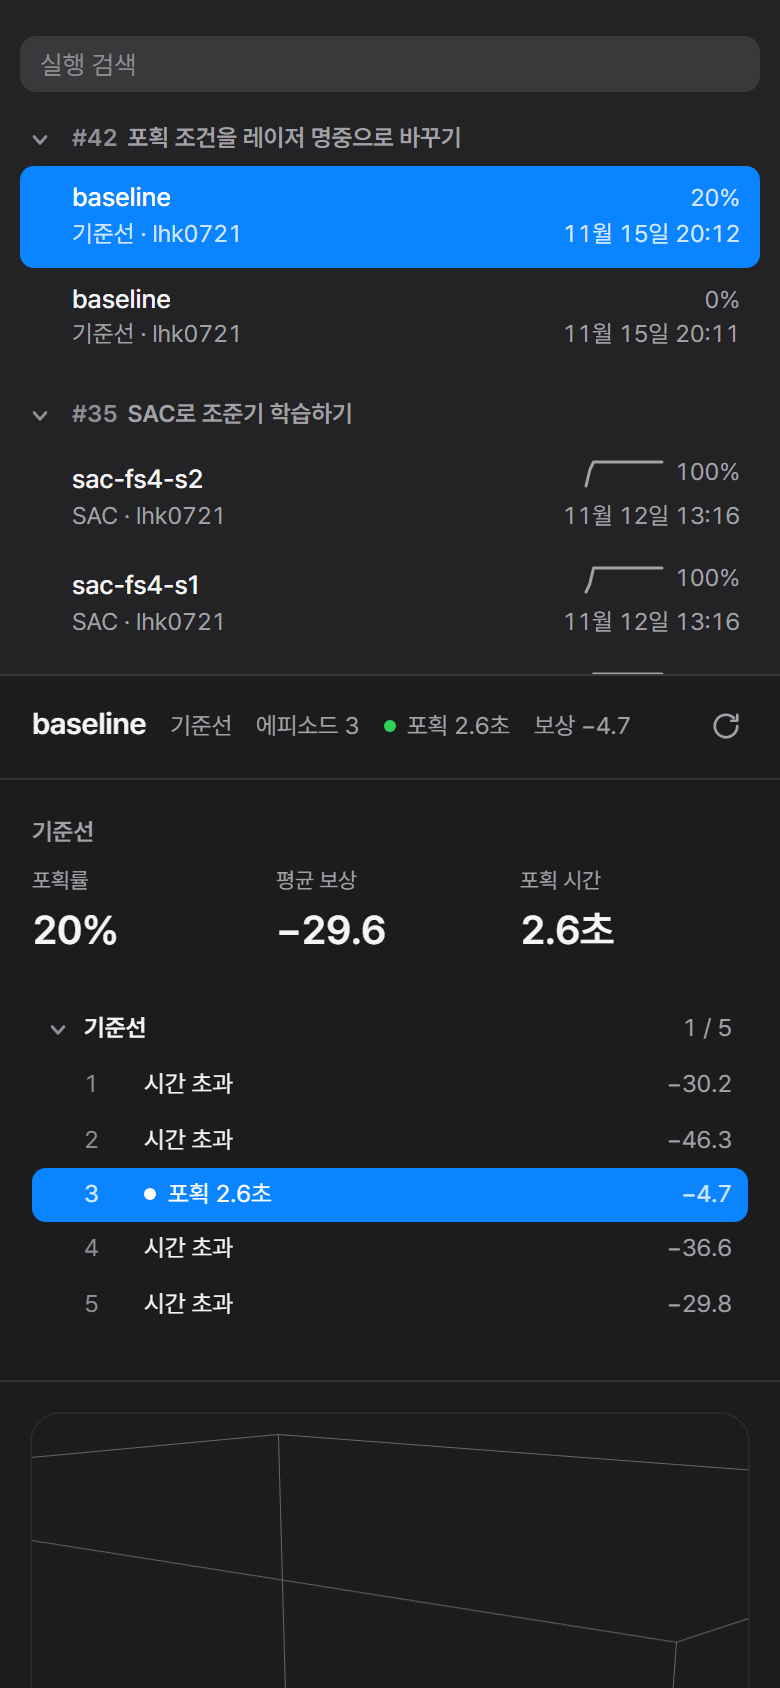 실행 검색
#42 포획 조건을 레이저 명중으로 바꾸기
baseline 20%
기준선 · lhk0721 11월 15일 20:12
baseline 0%
기준선 · lhk0721 11월 15일 20:11
#35 SAC로 조준기 학습하기
sac-fs4-s2 100%
SAC · lhk0721 11월 12일 13:16
sac-fs4-s1 100%
SAC · lhk0721 11월 12일 13:16
baseline 기준선 에피소드 3 포획 2.6초 보상 −4.7
기준선
포획률 평균 보상 포획 시간
20% −29.6 2.6초
기준선 1 / 5
1 시간 초과 −30.2
2 시간 초과 −46.3
3 포획 2.6초 −4.7
4 시간 초과 −36.6
5 시간 초과 −29.8